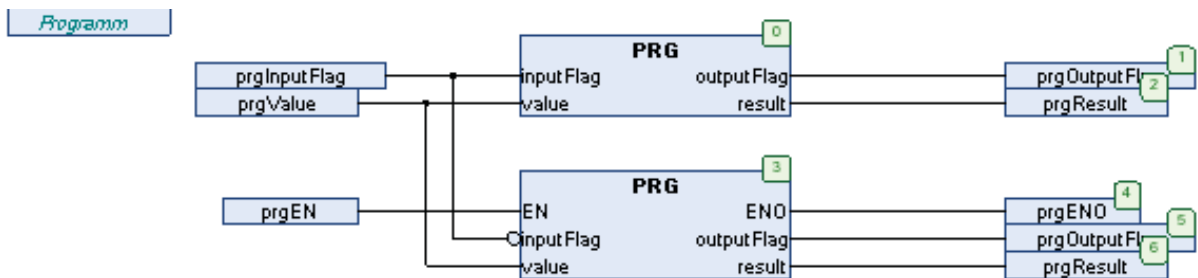 Programm
0
PRG
prgInputFlag inputFlag outputFlag prgOutputFl 1
prgValue value result prgResult 2
3
PRG
prgEN EN ENO prgENO 4
inputFlag outputFlag prgOutputFl 5
value result prgResult 6